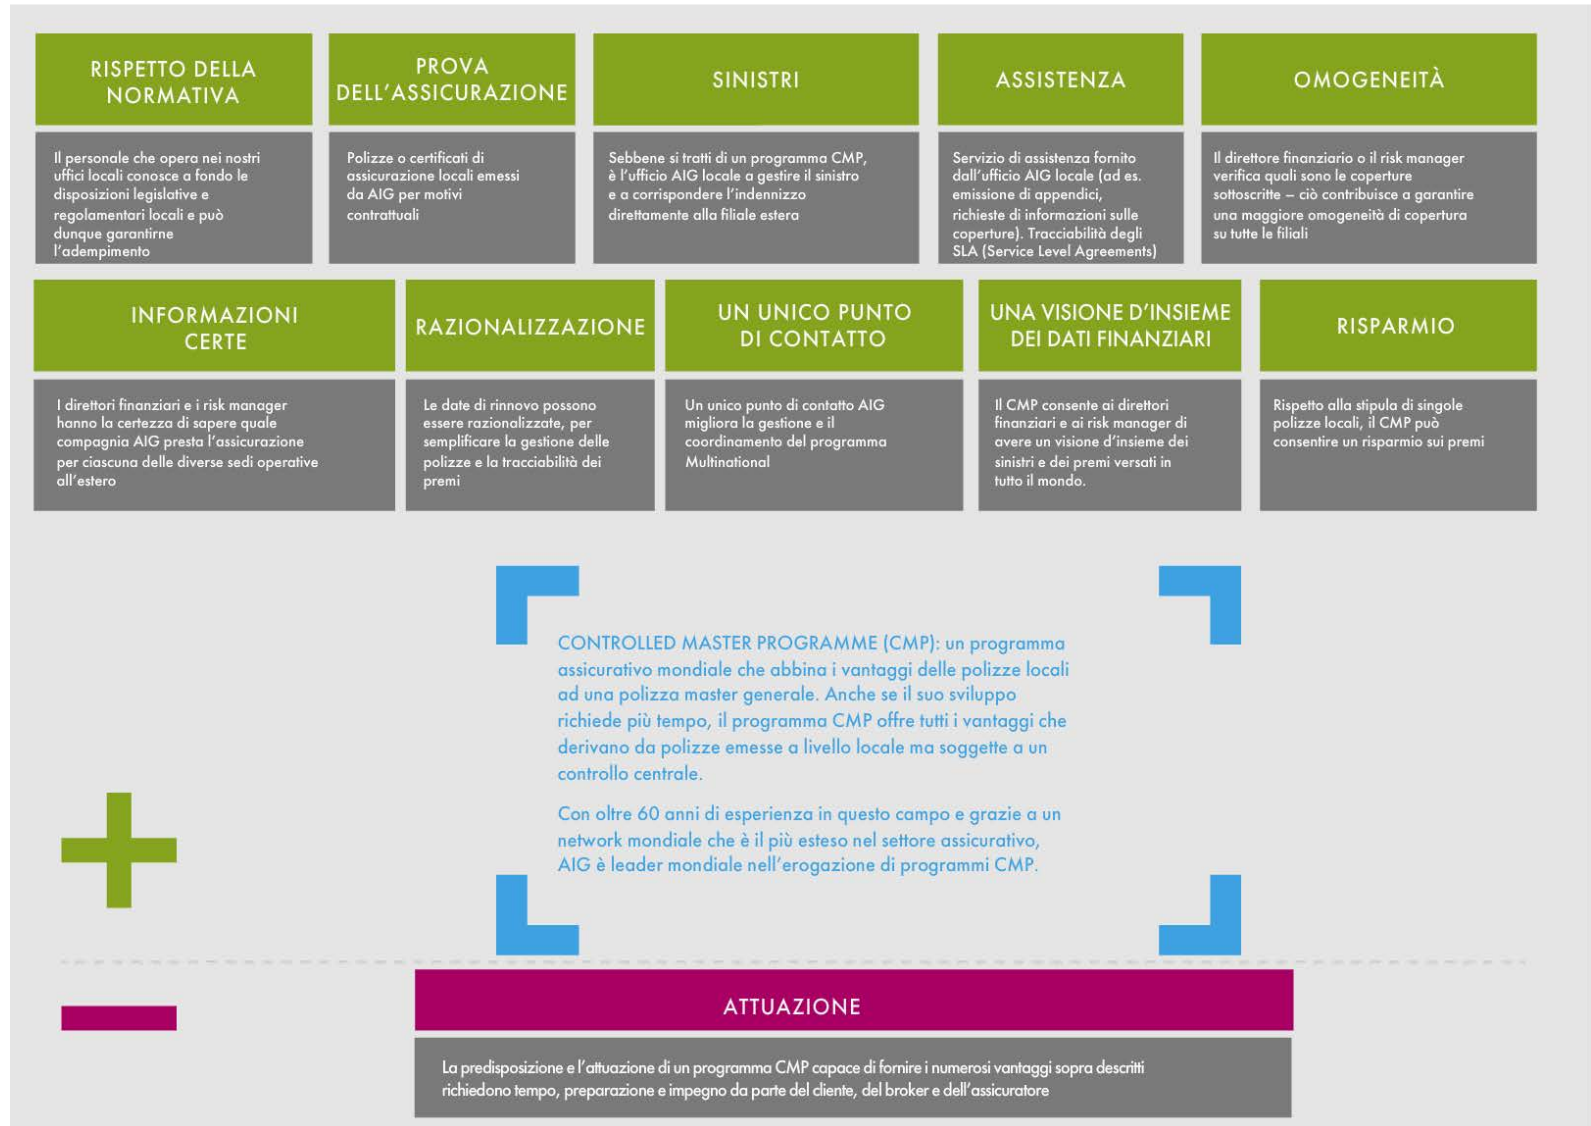 RISPETTO DELLA
NORMATIVA
Il personale che opera nei nostri
uffici locali conosce a fondo le
disposizioni legislative e
regolamentari locali e può
dunque garantirne
l'adempimento
PROVA
DELL'ASSICURAZIONE
Polizze o certificati di
assicurazione locali emessi
da AIG per motivi
contrattuali
SINISTRI
Sebbene si tratti di un programma CMP,
è l'ufficio AIG locale a gestire il sinistro
e a corrispondere l'indennizzo
direttamente alla filiale estera
ASSISTENZA
Servizio di assistenza fornito
dall'ufficio AIG locale (ad es.
emissione di appendici,
richieste di informazioni sulle
coperture). Tracciabilità degli
SLA (Service Level Agreements)
OMOGENEITÀ
Il direttore finanziario o il risk manager
verifica quali sono le coperture
sottoscritte – ciò contribuisce a garantire
una maggiore omogeneità di copertura
su tutte le filiali
INFORMAZIONI
CERTE
I direttori finanziari e i risk manager
hanno la certezza di sapere quale
compagnia AIG presta l'assicurazione
per ciascuna delle diverse sedi operative
all'estero
RAZIONALIZZAZIONE
Le date di rinnovo possono
essere razionalizzate, per
semplificare la gestione delle
polizze e la tracciabilità dei
premi
UN UNICO PUNTO
DI CONTATTO
Un unico punto di contatto AIG
migliora la gestione e il
coordinamento del programma
Multinational
UNA VISIONE D'INSIEME
DEI DATI FINANZIARI
Il CMP consente ai direttori
finanziari e ai risk manager di
avere un visione d'insieme dei
sinistri e dei premi versati in
tutto il mondo.
RISPARMIO
Rispetto alla stipula di singole
polizze locali, il CMP può
consentire un risparmio sui premi
CONTROLLED MASTER PROGRAMME (CMP): un programma
assicurativo mondiale che abbina i vantaggi delle polizze locali
ad una polizza master generale. Anche se il suo sviluppo
richiede più tempo, il programma CMP offre tutti i vantaggi che
derivano da polizze emesse a livello locale ma soggette a un
controllo centrale.
Con oltre 60 anni di esperienza in questo campo e grazie a un
network mondiale che è il più esteso nel settore assicurativo,
AIG è leader mondiale nell'erogazione di programmi CMP.
ATTUAZIONE
La predisposizione e l'attuazione di un programma CMP capace di fornire i numerosi vantaggi sopra descritti
richiedono tempo, preparazione e impegno da parte del cliente, del broker e dell'assicuratore